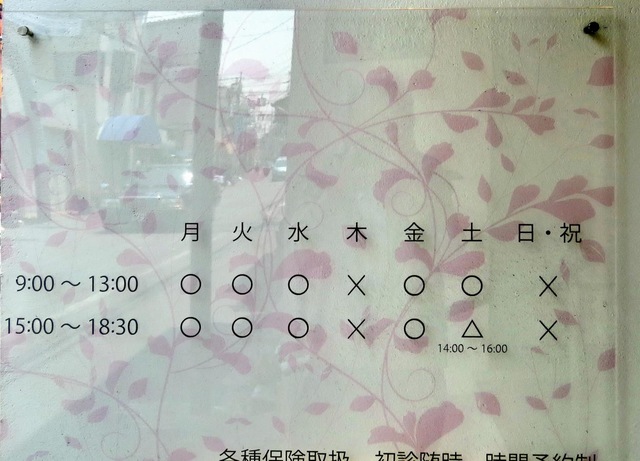 月 火 水 木 金 土 日・祝
9:00 ～ 13:00 ○ ○ ○ × ○ ○ ×
15:00 ～ 18:30 ○ ○ ○ × ○ △ ×
14:00 ～ 16:00
各種保険取扱 初診随時 時間予約制